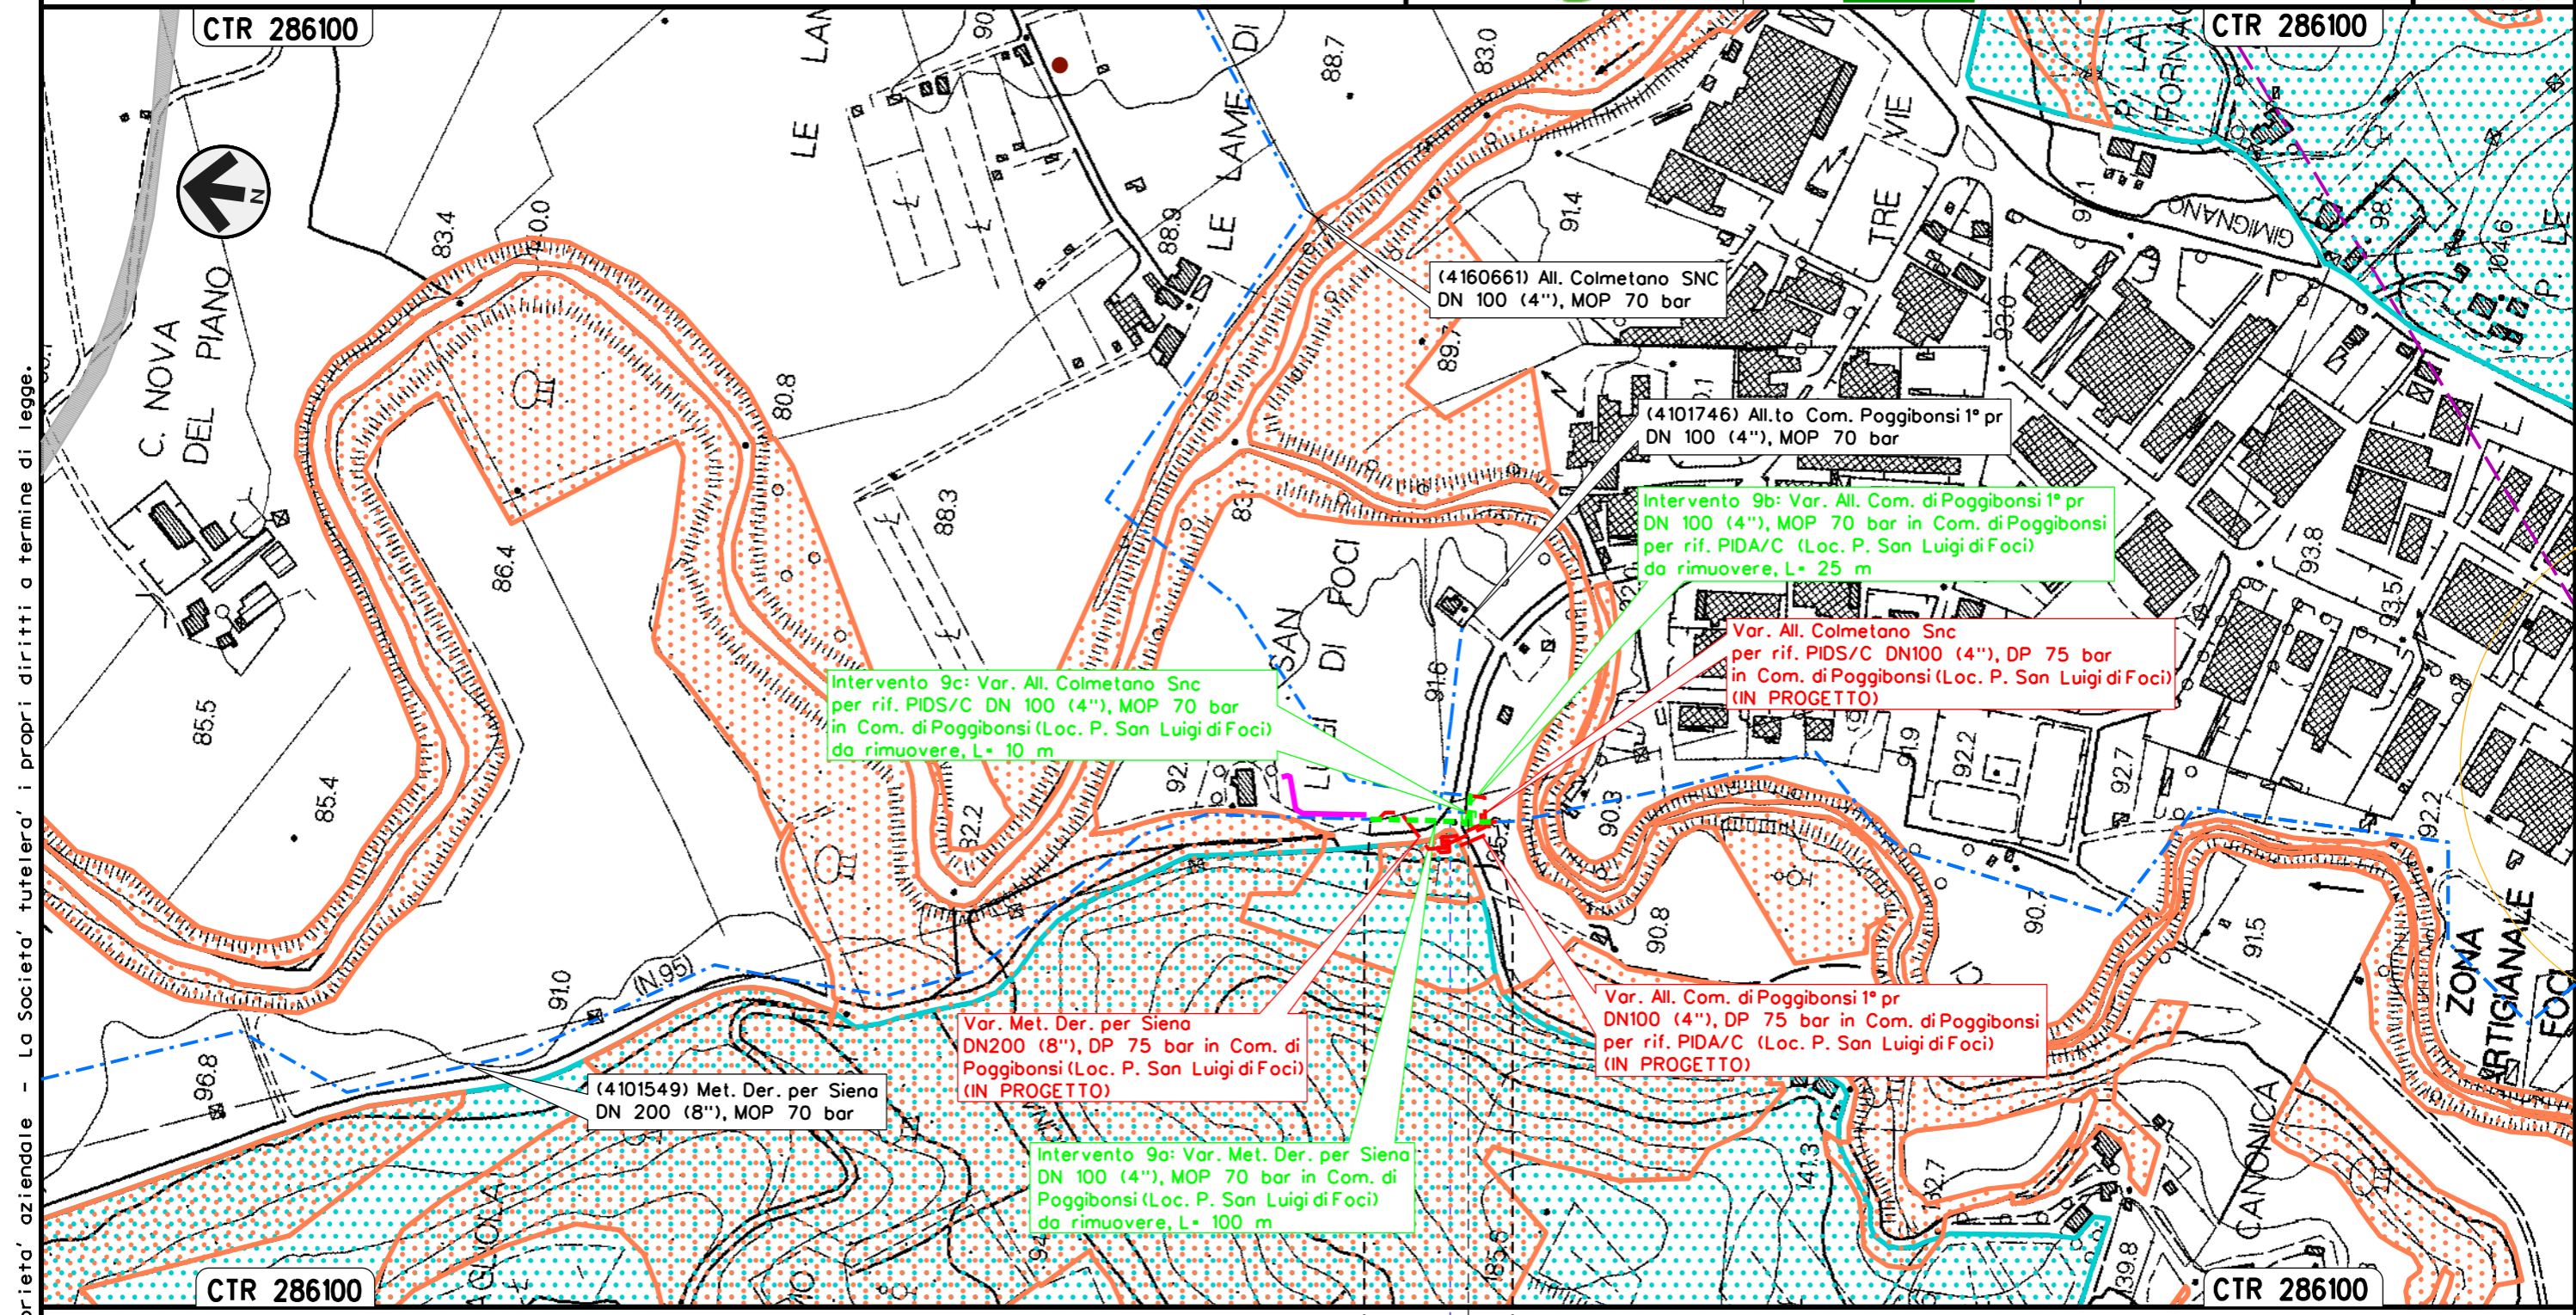 CTR 286100
CTR 286100
N
C. NOVA
DEL PIANO
83.4
80.8
86.4
88.3
85.5
85.4
LE LAME DI
LE
88.9
88.7
83.0
91.4
TRE VIE
GIMIGNANO
LA
104.6
89.7
(4160661) All. Colmetano SNC
DN 100 (4"), MOP 70 bar
(4101746) All.to Com. Poggibonsi 1° pr
DN 100 (4"), MOP 70 bar
Intervento 9b: Var. All. Com. di Poggibonsi 1° pr
DN 100 (4"), MOP 70 bar in Com. di Poggibonsi
per rif. PIDA/C (Loc. P. San Luigi di Foci)
da rimuovere, L= 25 m
Var. All. Colmetano Snc
per rif. PIDS/C DN100 (4"), DP 75 bar
in Com. di Poggibonsi (Loc. P. San Luigi di Foci)
(IN PROGETTO)
Intervento 9c: Var. All. Colmetano Snc
per rif. PIDS/C DN 100 (4"), MOP 70 bar
in Com. di Poggibonsi (Loc. P. San Luigi di Foci)
da rimuovere, L= 10 m
SAN
DI FOCI
91.6
93.8
93.5
91.9
92.2
92.7
92.2
90.3
90.8
90.7
91.5
91.0
(N.95)
96.8
ZONA
ARTIGIANALE
FOCI
Var. Met. Der. per Siena
DN200 (8"), DP 75 bar in Com. di
Poggibonsi (Loc. P. San Luigi di Foci)
(IN PROGETTO)
Var. All. Com. di Poggibonsi 1° pr
DN100 (4"), DP 75 bar in Com. di Poggibonsi
per rif. PIDA/C (Loc. P. San Luigi di Foci)
(IN PROGETTO)
(4101549) Met. Der. per Siena
DN 200 (8"), MOP 70 bar
Intervento 9a: Var. Met. Der. per Siena
DN 100 (4"), MOP 70 bar in Com. di
Poggibonsi (Loc. P. San Luigi di Foci)
da rimuovere, L= 100 m
141.3
CANONICA
CTR 286100
CTR 286100
aziendale - La Societa' tutelera' i propri diritti a termine di legge.